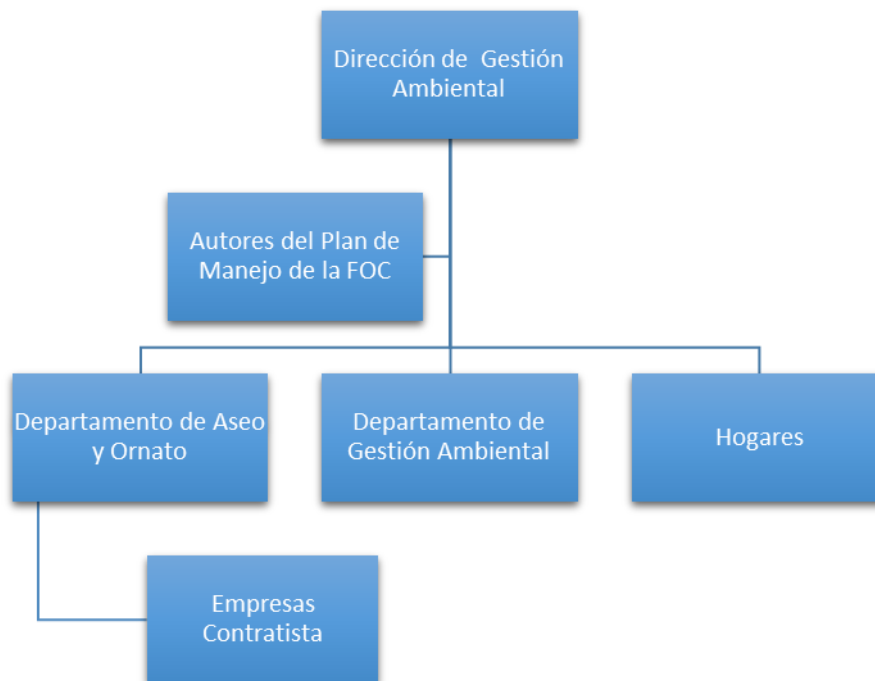 Dirección de Gestión
Ambiental
Autores del Plan de
Manejo de la FOC
Departamento de Aseo
y Ornato
Departamento de
Gestión Ambiental
Hogares
Empresas
Contratista